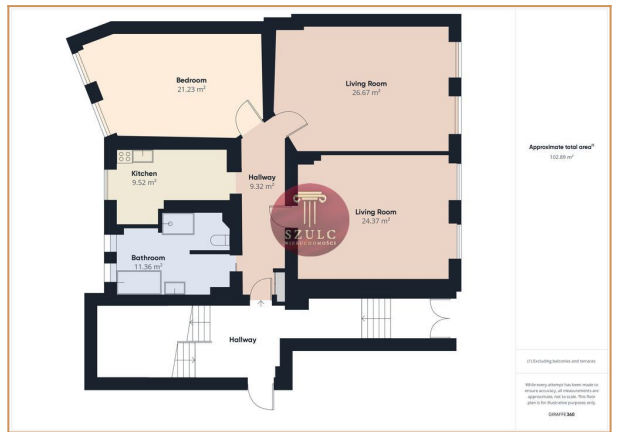 Bedroom
21.23 m²
Living Room
26.67 m²
Kitchen
9.52 m²
Hallway
9.32 m²
SZULC
NIERUCHOMOŚCI
Living Room
24.37 m²
Bathroom
11.36 m²
Hallway
Approximate total area⁽¹⁾
102.89 m²
(1) Excluding balconies and terraces
While every attempt has been made to
ensure accuracy, all measurements are
approximate, not to scale. This floor
plan is for illustrative purposes only.
GIRAFFE360